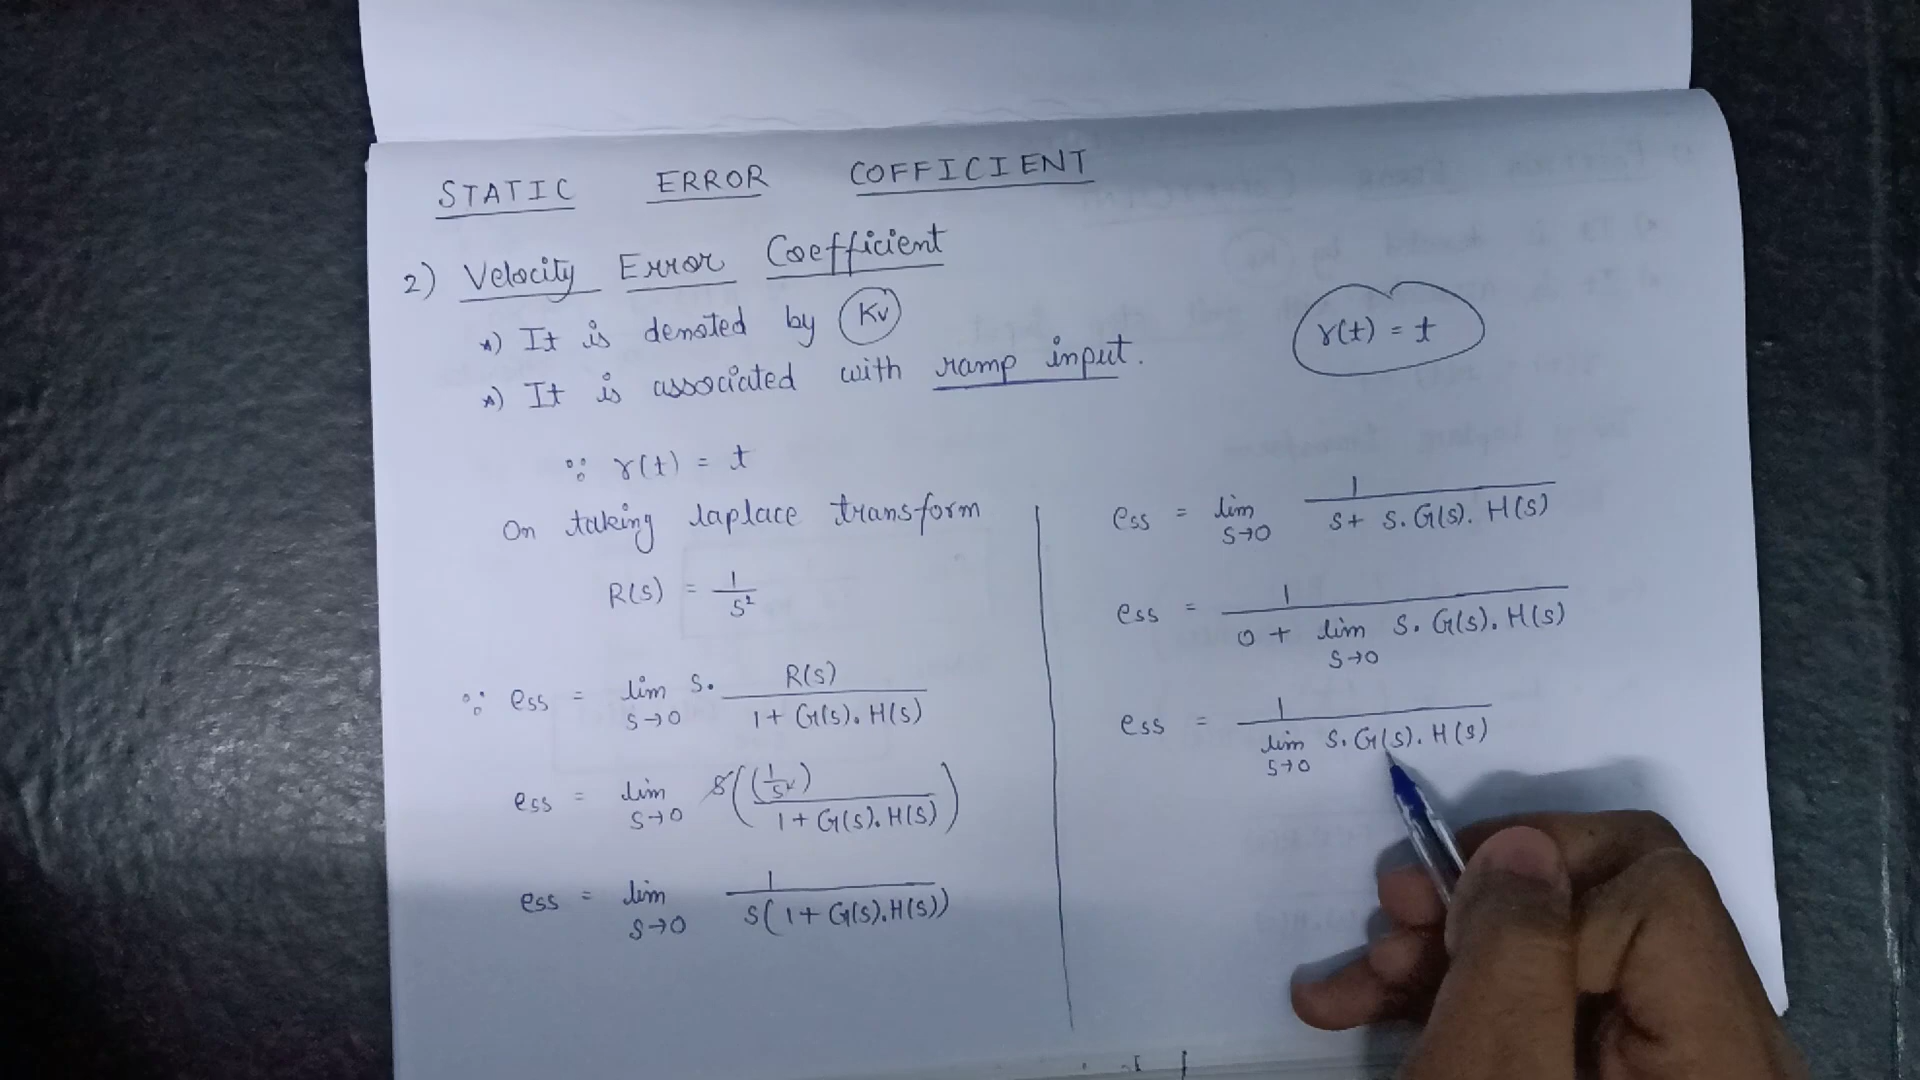 STATIC ERROR COFFICIENT
2) Velocity Error Coefficient
*) It is denoted by Kv
*) It is associated with ramp input.
r(t) = t
∵ r(t) = t
On taking laplace transform
R(s) = 1/s²
∵ ess = lim s→0 s. R(s)/(1 + G(s). H(s))
ess = lim s→0 s((1/s²)/(1 + G(s). H(s)))
ess = lim s→0 1/(s(1 + G(s). H(s)))
ess = lim s→0 1/(s + s. G(s). H(s))
ess = 1/(0 + lim s→0 s. G(s). H(s))
ess = 1/(lim s→0 s. G(s). H(s))